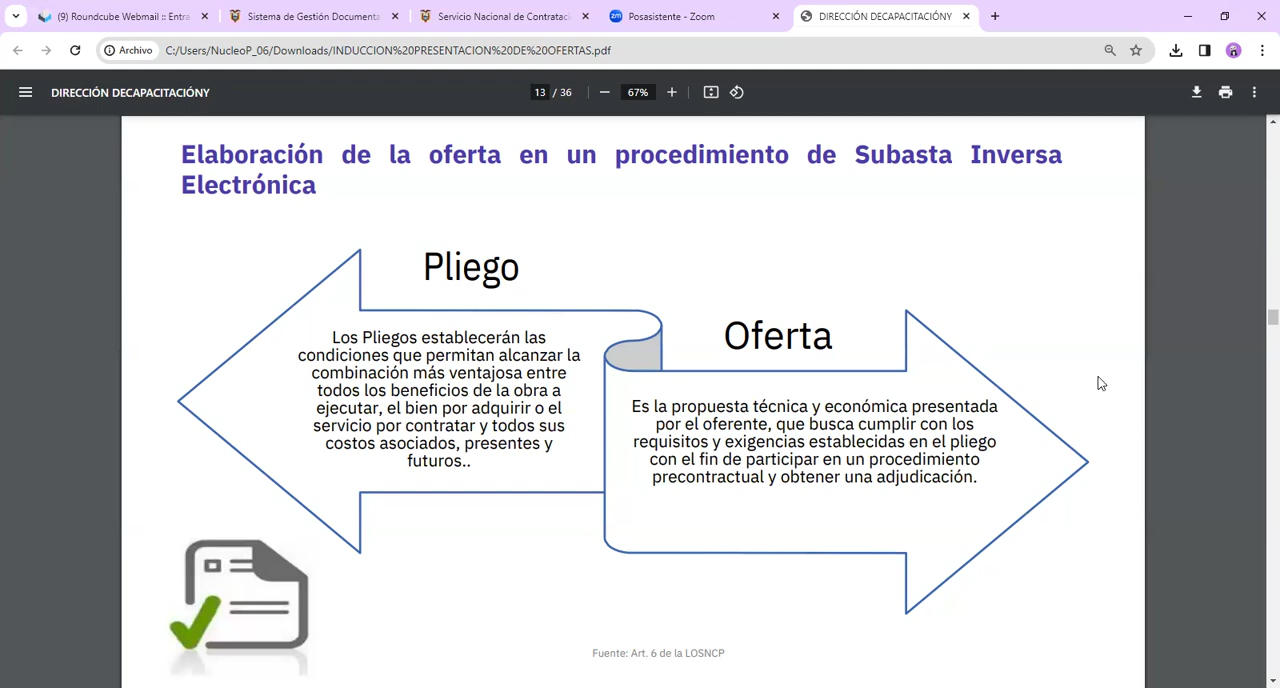 (9) Roundcube Webmail :: Entra
Sistema de Gestión Documenta
Servicio Nacional de Contratac
zm Posasistente - Zoom
DIRECCIÓN DECAPACITACIÓNY
Archivo C:/Users/NucleoP_06/Downloads/INDUCCION%20PRESENTACION%20DE%20OFERTAS.pdf
DIRECCIÓN DECAPACITACIÓNY 13 / 36 67%
Elaboración de la oferta en un procedimiento de Subasta Inversa
Electrónica
Pliego
Los Pliegos establecerán las
condiciones que permitan alcanzar la
combinación más ventajosa entre
todos los beneficios de la obra a
ejecutar, el bien por adquirir o el
servicio por contratar y todos sus
costos asociados, presentes y
futuros..
Oferta
Es la propuesta técnica y económica presentada
por el oferente, que busca cumplir con los
requisitos y exigencias establecidas en el pliego
con el fin de participar en un procedimiento
precontractual y obtener una adjudicación.
Fuente: Art. 6 de la LOSNCP